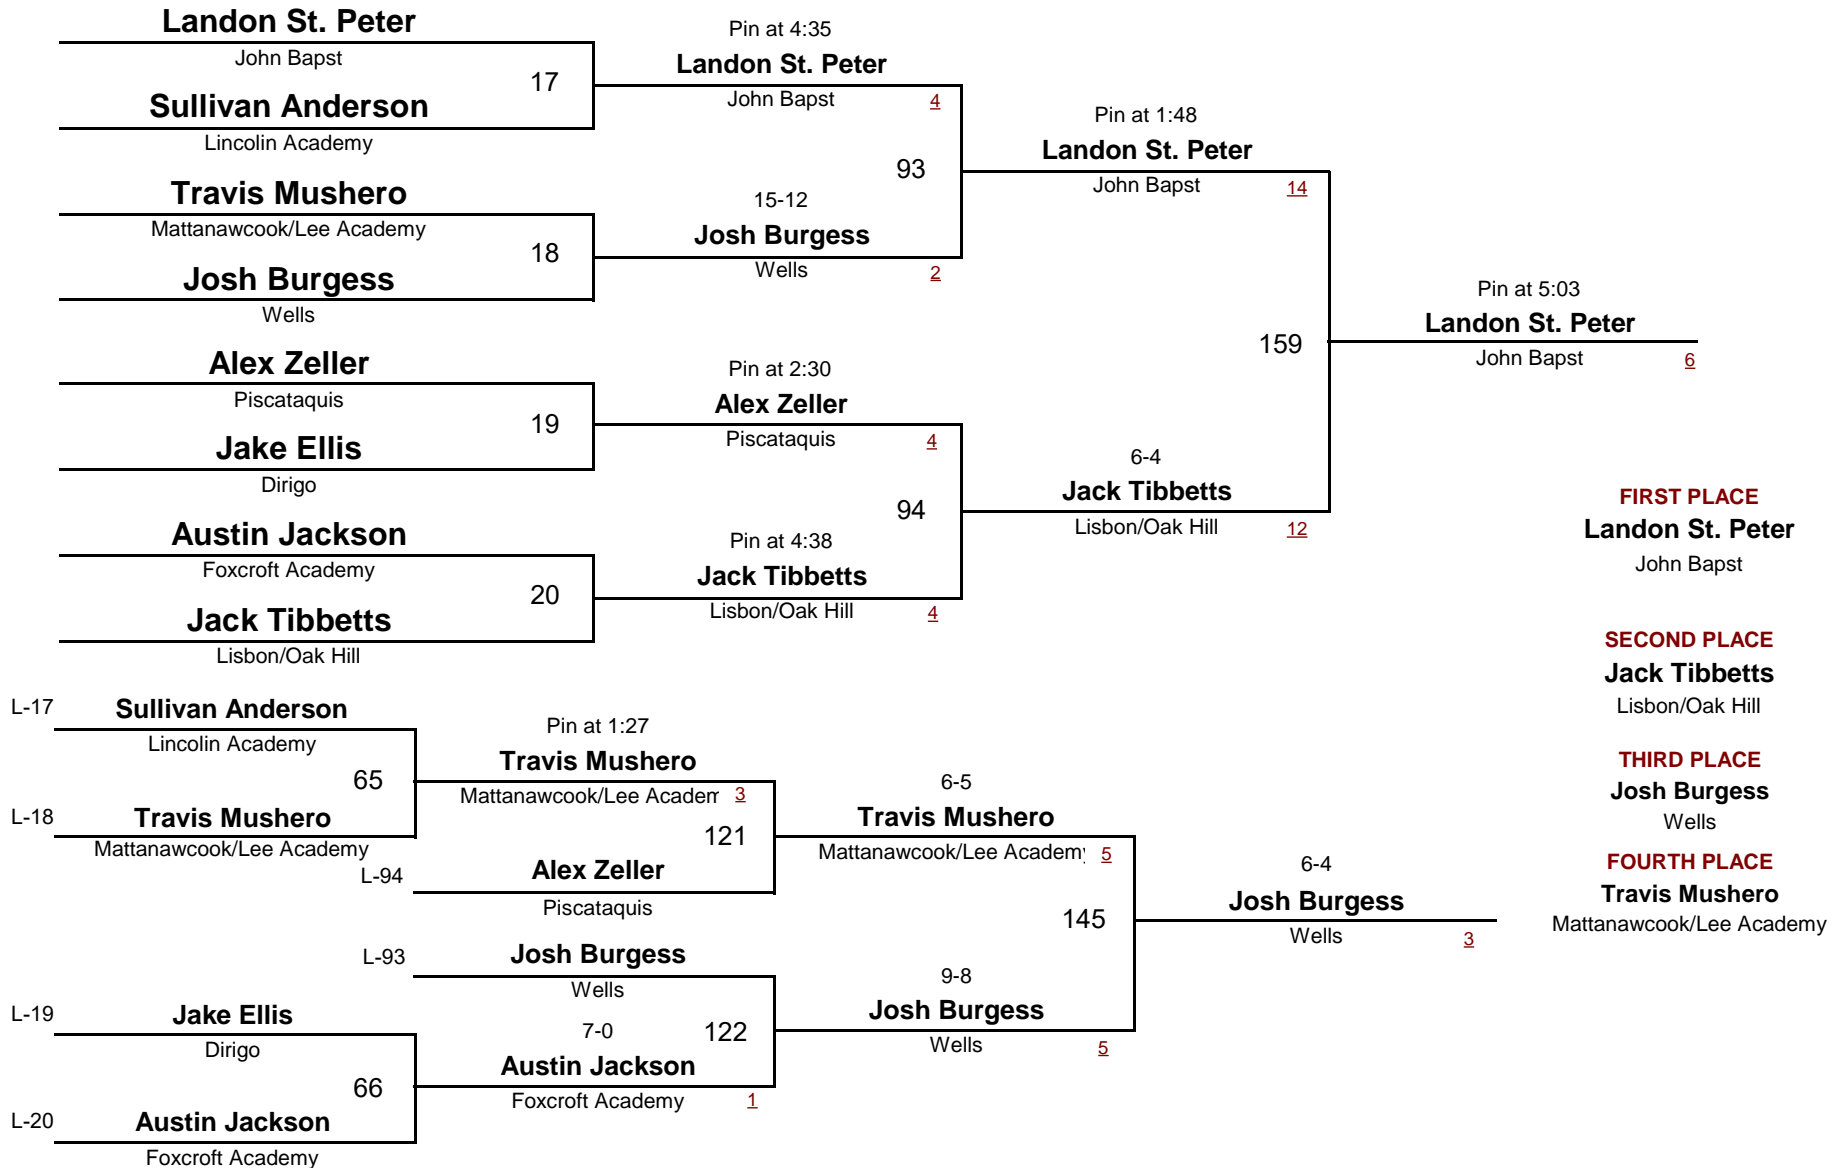 Landon St. Peter
John Bapst
17
Sullivan Anderson
Lincolin Academy
Travis Mushero
Mattanawcook/Lee Academy
18
Josh Burgess
Wells
Alex Zeller
Piscataquis
19
Jake Ellis
Dirigo
Austin Jackson
Foxcroft Academy
20
Jack Tibbetts
Lisbon/Oak Hill
Pin at 4:35
Landon St. Peter
John Bapst 4
93
15-12
Josh Burgess
Wells 2
Pin at 2:30
Alex Zeller
Piscataquis 4
94
Pin at 4:38
Jack Tibbetts
Lisbon/Oak Hill 4
Pin at 1:48
Landon St. Peter
John Bapst 14
159
6-4
Jack Tibbetts
Lisbon/Oak Hill 12
Pin at 5:03
Landon St. Peter
John Bapst 6
FIRST PLACE
Landon St. Peter
John Bapst
SECOND PLACE
Jack Tibbetts
Lisbon/Oak Hill
THIRD PLACE
Josh Burgess
Wells
FOURTH PLACE
Travis Mushero
Mattanawcook/Lee Academy
L-17 Sullivan Anderson
Lincolin Academy
65
L-18 Travis Mushero
Mattanawcook/Lee Academy
Pin at 1:27
Travis Mushero
Mattanawcook/Lee Academ 3
121
L-94 Alex Zeller
Piscataquis
L-93 Josh Burgess
Wells
122
7-0
Austin Jackson
Foxcroft Academy 1
L-19 Jake Ellis
Dirigo
66
L-20 Austin Jackson
Foxcroft Academy
6-5
Travis Mushero
Mattanawcook/Lee Academy 5
145
9-8
Josh Burgess
Wells 5
6-4
Josh Burgess
Wells 3